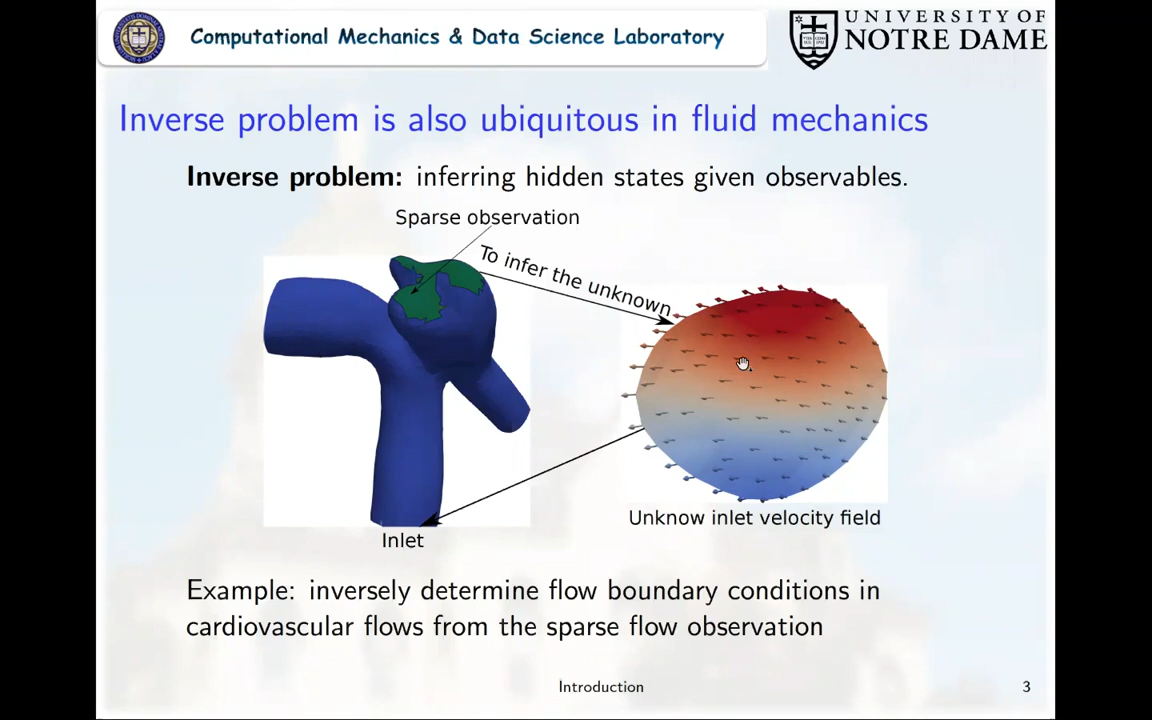 Computational Mechanics & Data Science Laboratory
UNIVERSITY OF
NOTRE DAME
Inverse problem is also ubiquitous in fluid mechanics
Inverse problem: inferring hidden states given observables.
Sparse observation
To infer the unknown
Unknow inlet velocity field
Inlet
Example: inversely determine flow boundary conditions in
cardiovascular flows from the sparse flow observation
Introduction
3